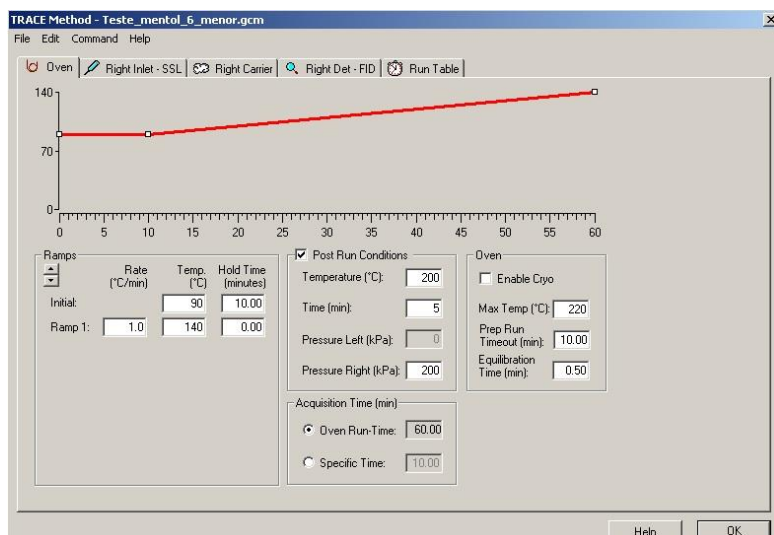 TRACE Method - Teste_mentol_6_menor.gcm
File Edit Command Help
Oven Right Inlet - SSL Right Carrier Right Det - FID Run Table
140
70
0
0 5 10 15 20 25 30 35 40 45 50 55 60
Ramps
Rate (°C/min) Temp. (°C) Hold Time (minutes)
Initial: 90 10.00
Ramp 1: 1.0 140 0.00
Post Run Conditions
Temperature (°C): 200
Time (min): 5
Pressure Left (kPa): 0
Pressure Right (kPa): 200
Acquisition Time (min)
Oven Run-Time: 60.00
Specific Time: 10.00
Oven
Enable Cryo
Max Temp (°C): 220
Prep Run
Timeout (min): 10.00
Equilibration
Time (min): 0.50
Help OK